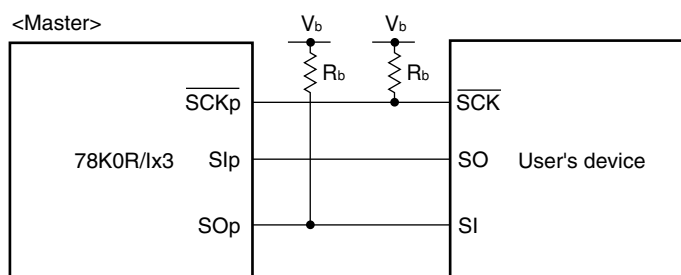 <Master>
Vb Vb
Rb Rb
SCKp SCK
78K0R/Ix3 SIp SO User's device
SOp SI